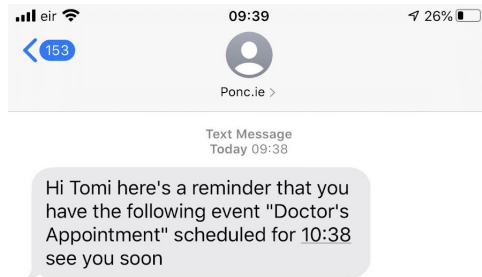 eir 09:39 26%
153
Ponc.ie >
Text Message
Today 09:38
Hi Tomi here's a reminder that you
have the following event "Doctor's
Appointment" scheduled for 10:38
see you soon